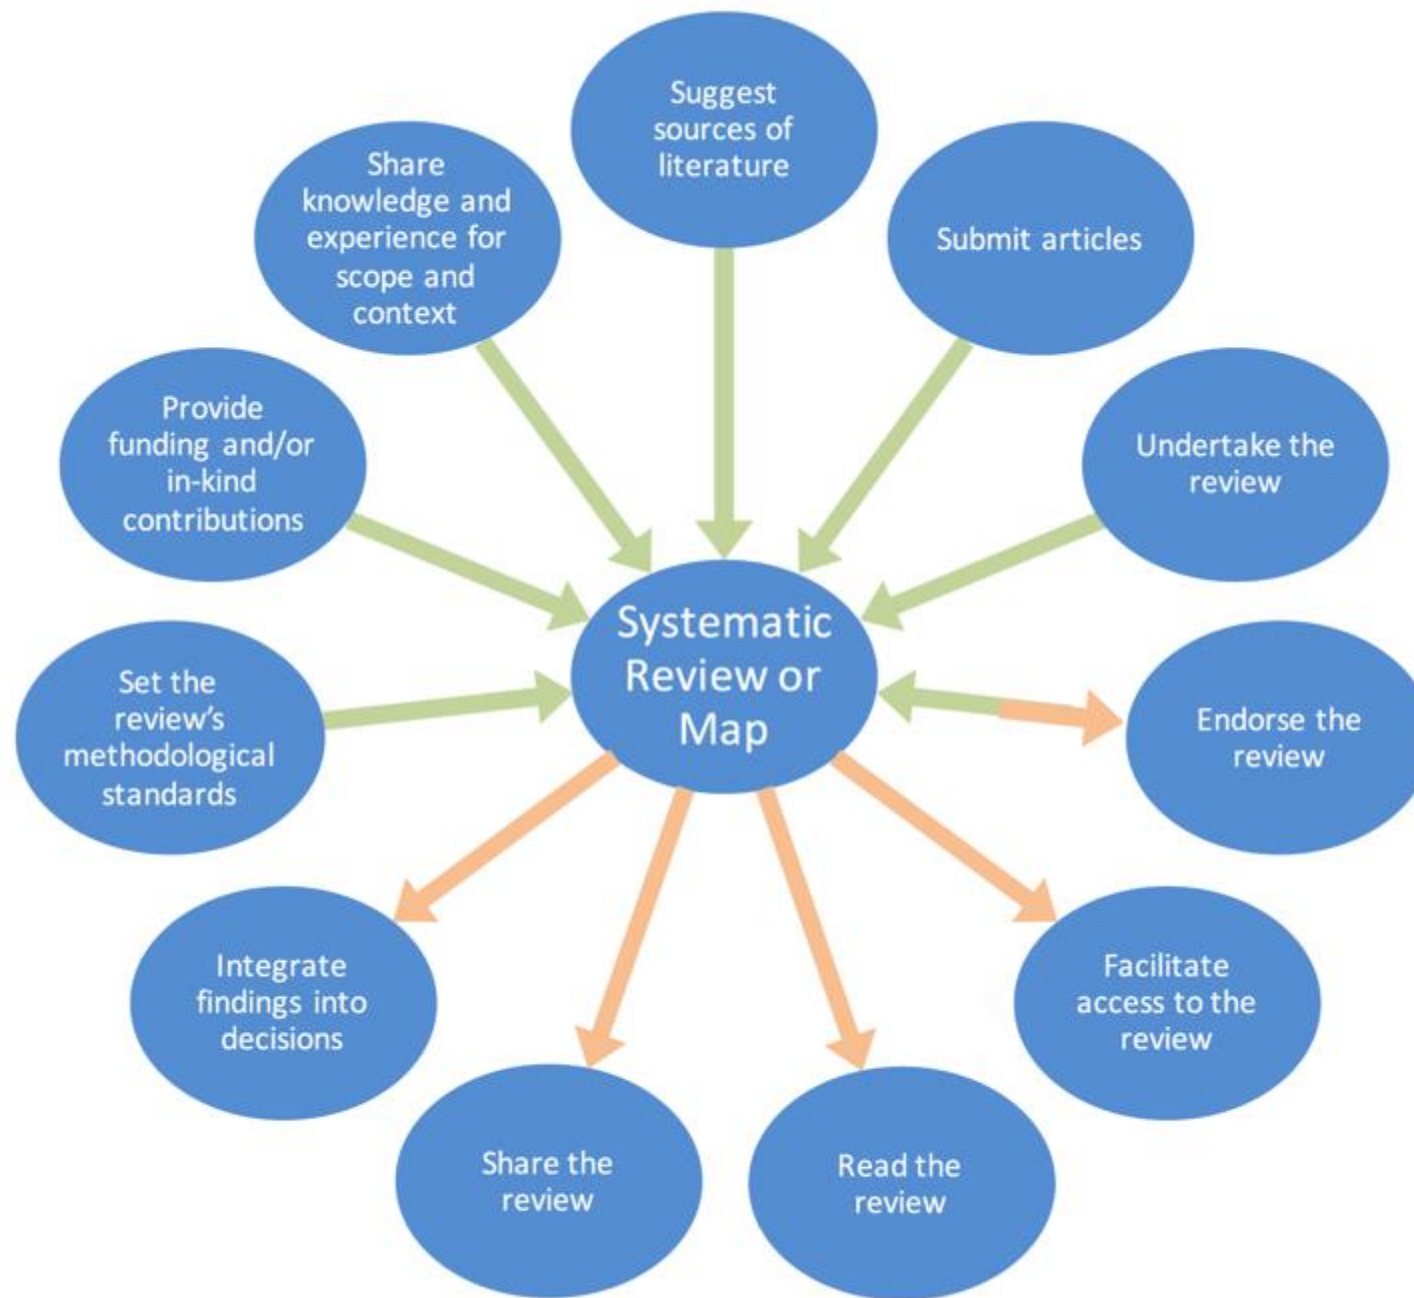 Suggest
sources of
literature
Share
knowledge and
experience for
scope and
context
Submit articles
Provide
funding and/or
in-kind
contributions
Undertake the
review
Systematic
Review or
Map
Set the
review's
methodological
standards
Endorse the
review
Integrate
findings into
decisions
Facilitate
access to the
review
Share the
review
Read the
review